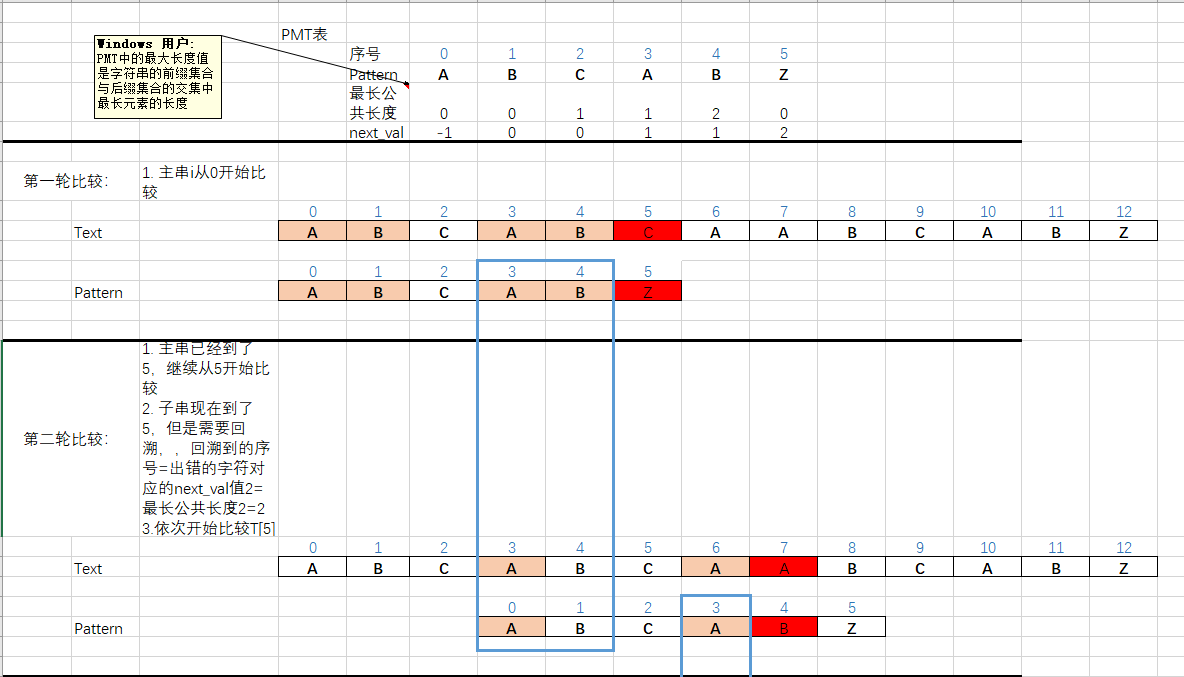 PMT表
Windows 用户:
PMT中的最大长度值
是字符串的前缀集合
与后缀集合的交集中
最长元素的长度
序号 0 1 2 3 4 5
Pattern A B C A B Z
最长公
共长度 0 0 1 1 2 0
next_val -1 0 0 1 1 2
第一轮比较:
1. 主串i从0开始比
较
0 1 2 3 4 5 6 7 8 9 10 11 12
Text A B C A B C A A B C A B Z
0 1 2 3 4 5
Pattern A B C A B Z
第二轮比较:
1. 主串已经到了
5，继续从5开始比
较
2. 子串现在到了
5，但是需要回
溯，，回溯到的序
号=出错的字符对
应的next_val值2=
最长公共长度2=2
3.依次开始比较T[5]
0 1 2 3 4 5 6 7 8 9 10 11 12
Text A B C A B C A A B C A B Z
0 1 2 3 4 5
Pattern A B C A B Z